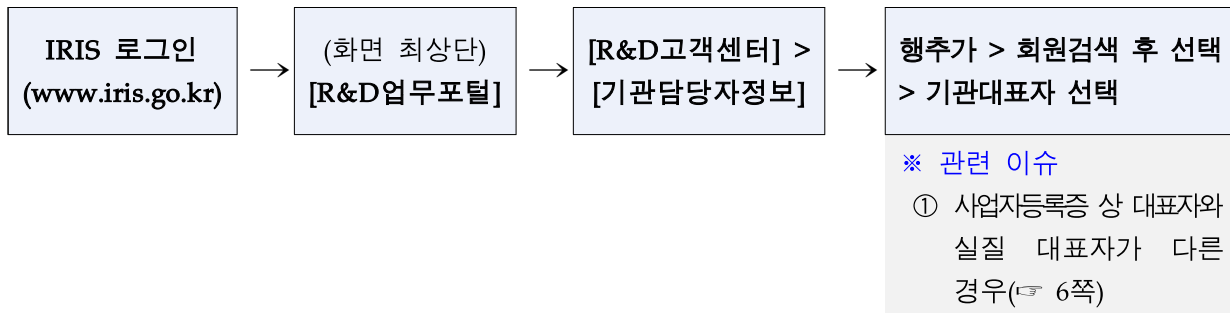 IRIS 로그인
(www.iris.go.kr)
→
(화면 최상단)
[R&D업무포털]
→
[R&D고객센터] >
[기관담당자정보]
→
행추가 > 회원검색 후 선택
> 기관대표자 선택
※ 관련 이슈
① 사업자등록증 상 대표자와
실질 대표자가 다른
경우(☞ 6쪽)